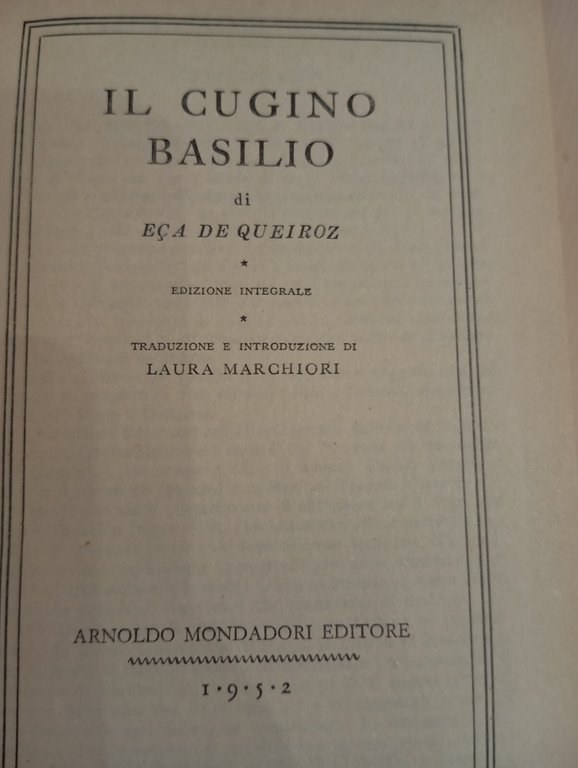 IL CUGINO
BASILIO
di
EÇA DE QUEIROZ
*
EDIZIONE INTEGRALE
*
TRADUZIONE E INTRODUZIONE DI
LAURA MARCHIORI
ARNOLDO MONDADORI EDITORE
1·9·5·2